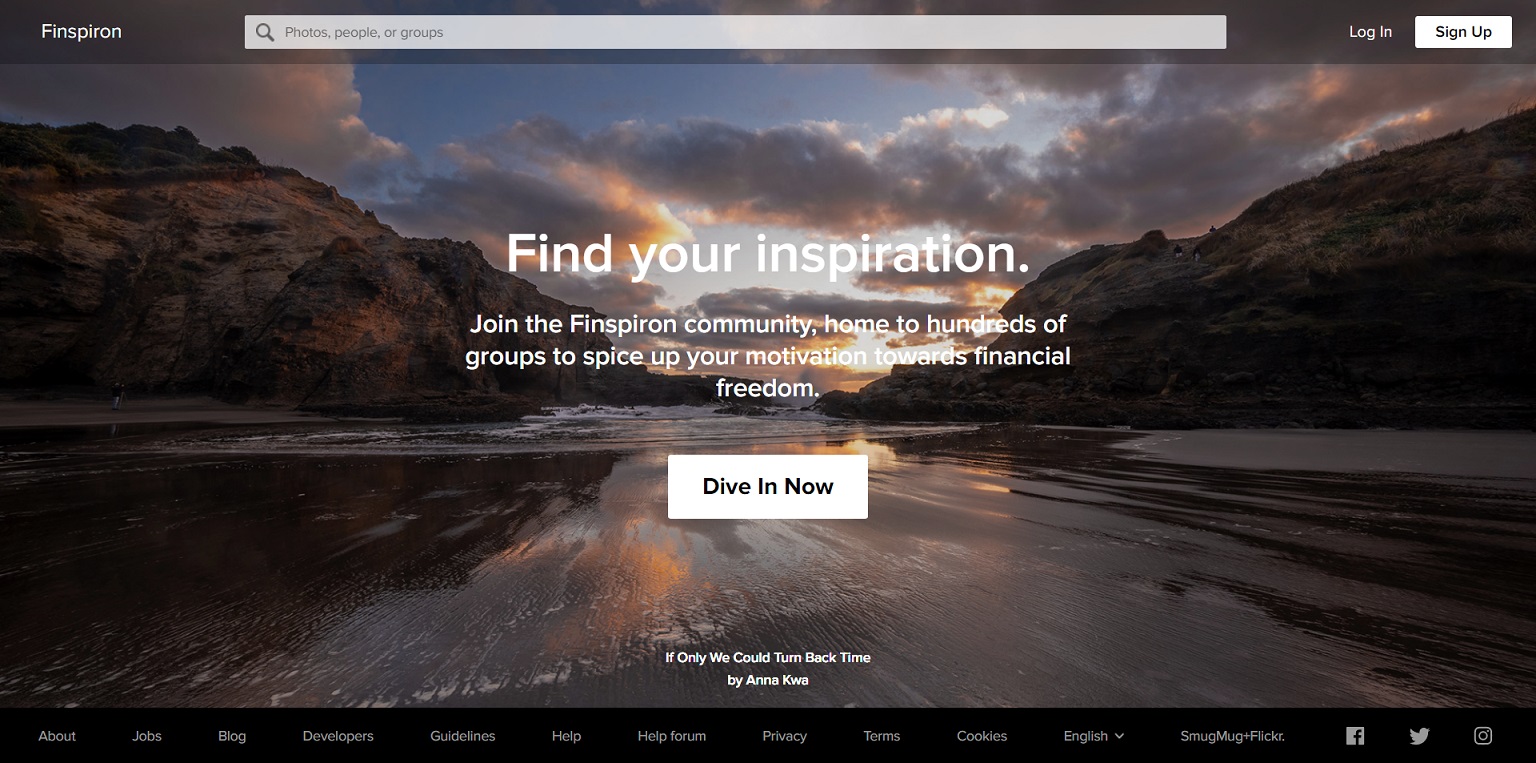 Finspiron
Photos, people, or groups
Log In
Sign Up
Find your inspiration.
Join the Finspiron community, home to hundreds of
groups to spice up your motivation towards financial
freedom.
Dive In Now
If Only We Could Turn Back Time
by Anna Kwa
About
Jobs
Blog
Developers
Guidelines
Help
Help forum
Privacy
Terms
Cookies
English
SmugMug+Flickr.